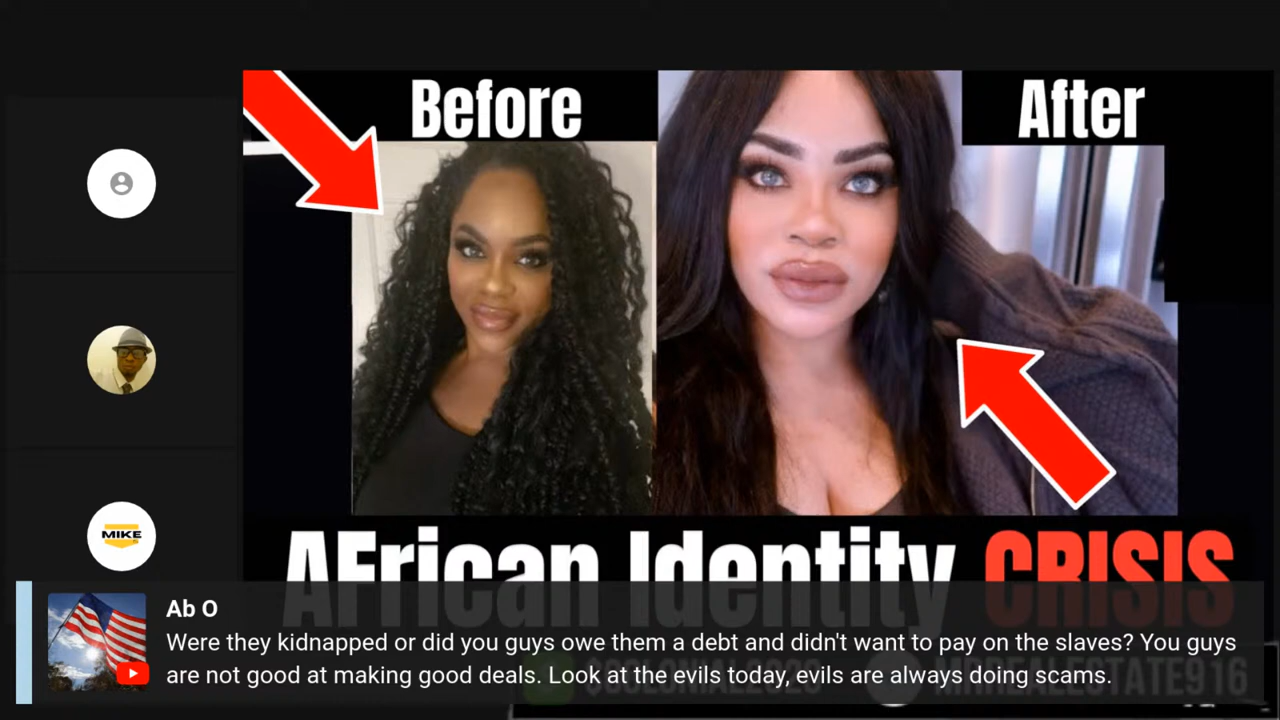 Before
After
MIKE
AFrican Identity CRISIS
Ab O
Were they kidnapped or did you guys owe them a debt and didn't want to pay on the slaves? You guys
are not good at making good deals. Look at the evils today, evils are always doing scams.